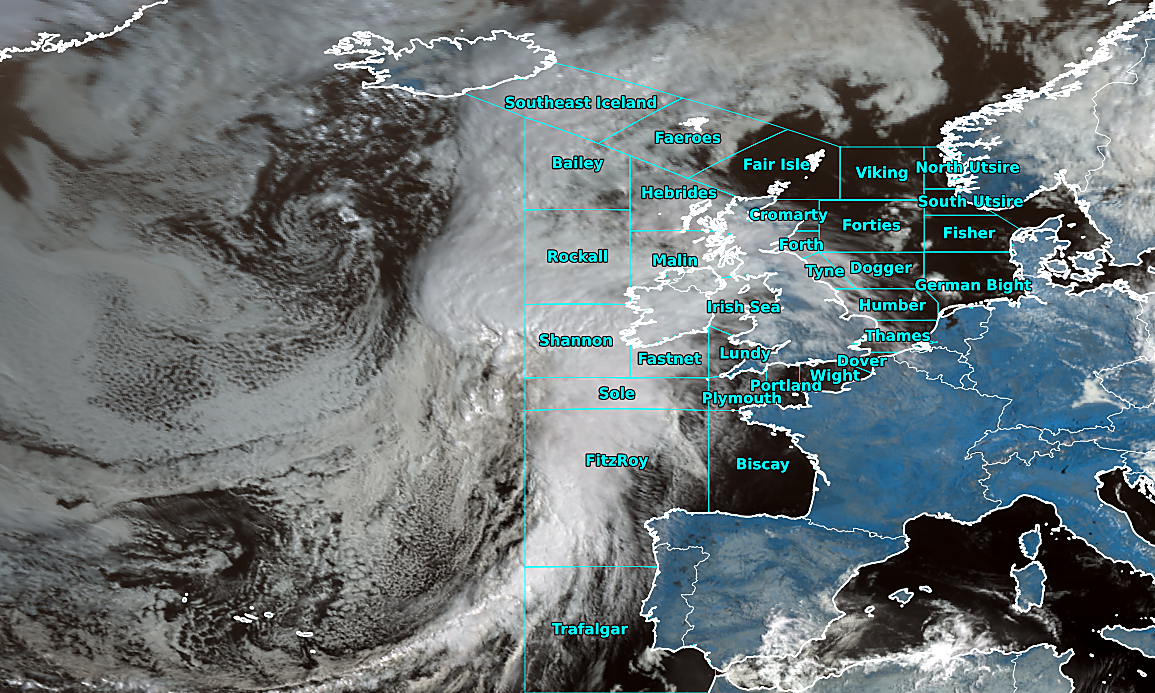 Southeast Iceland
Faeroes
Bailey
Fair Isle
Viking
North Utsire
Hebrides
South Utsire
Cromarty
Forties
Fisher
Forth
Rockall
Malin
Tyne
Dogger
German Bight
Irish Sea
Humber
Shannon
Thames
Fastnet
Lundy
Dover
Wight
Portland
Sole
Plymouth
FitzRoy
Biscay
Trafalgar